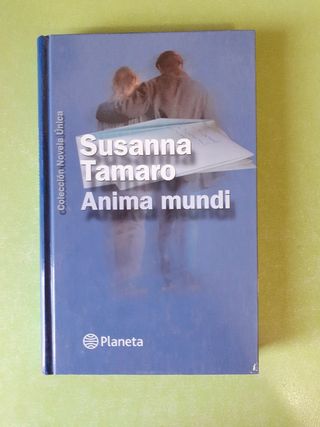 Colección Novela Única
Susanna
Tamaro
Anima mundi
Planeta